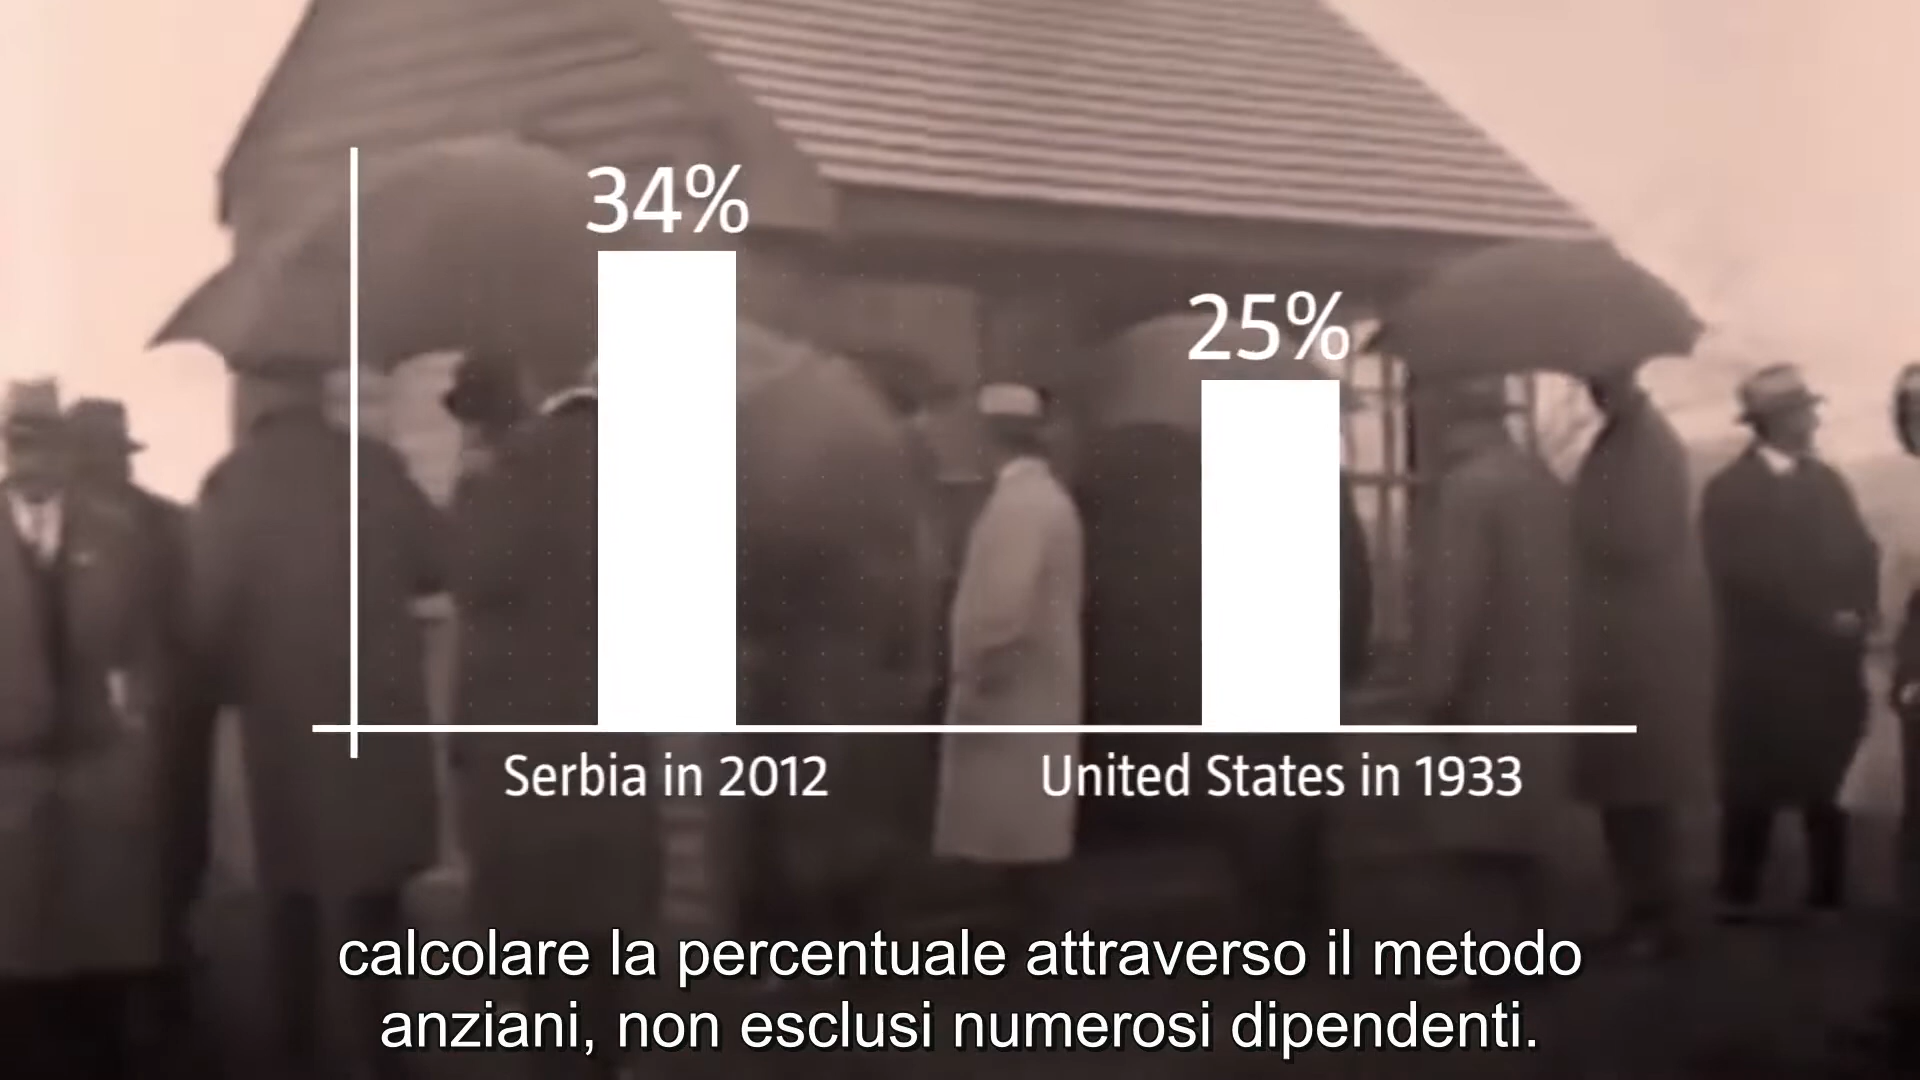 34%
25%
Serbia in 2012
United States in 1933
calcolare la percentuale attraverso il metodo
anziani, non esclusi numerosi dipendenti.